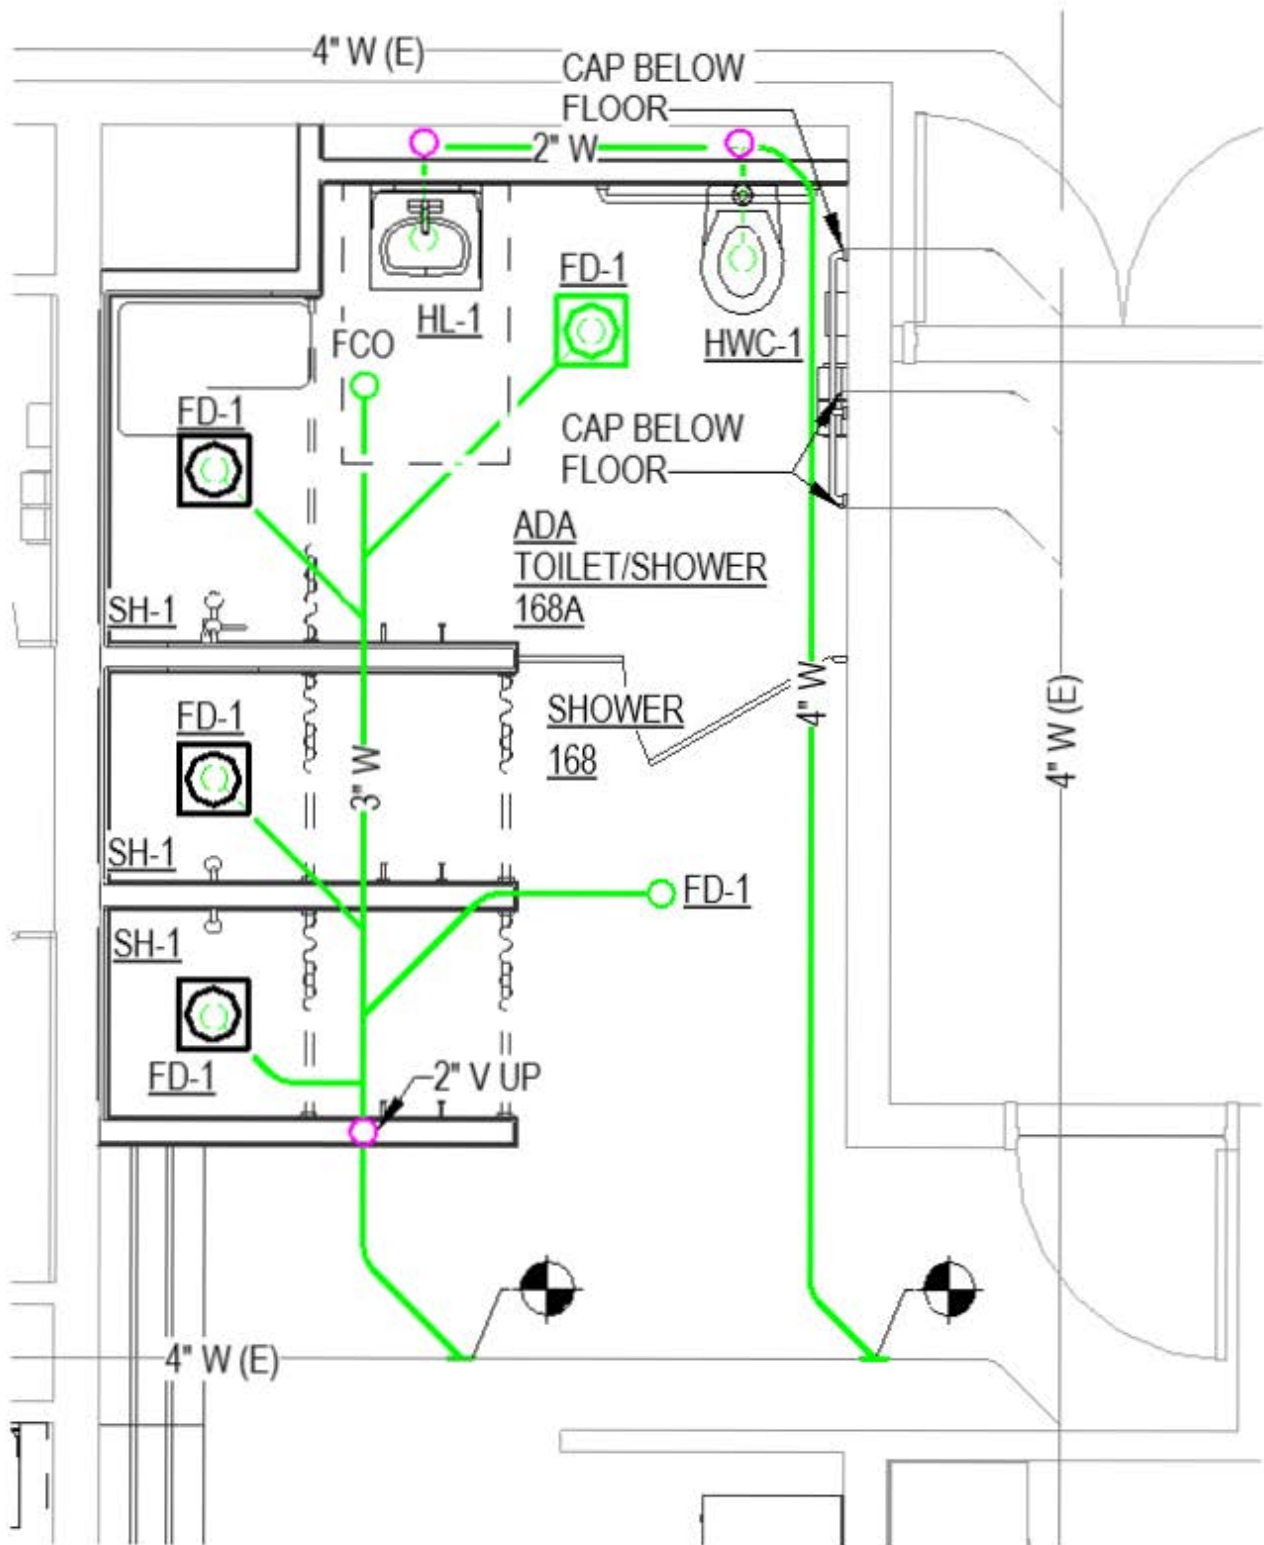 4" W (E)
CAP BELOW
FLOOR
2" W
FD-1
HL-1
HWC-1
FCO
FD-1
CAP BELOW
FLOOR
ADA
TOILET/SHOWER
168A
SH-1
4" W
4" W (E)
SHOWER
168
FD-1
3" W
SH-1
FD-1
SH-1
FD-1
2" V UP
4" W (E)